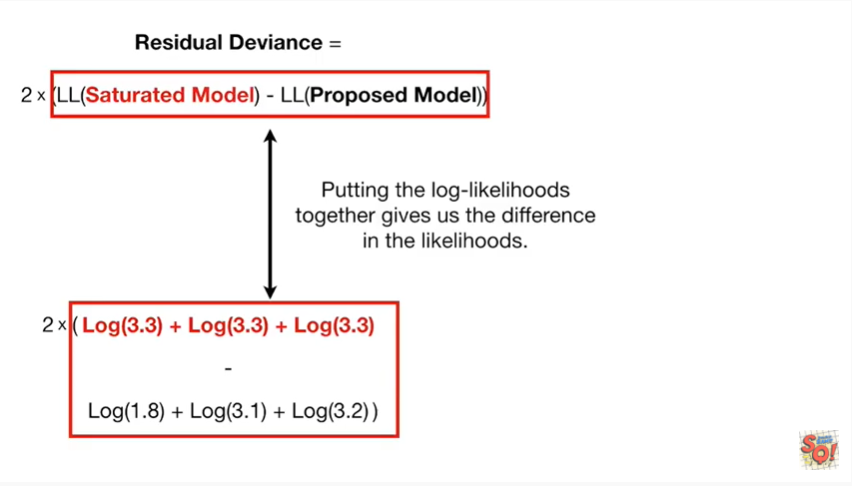 Residual Deviance =
2 × (LL(Saturated Model) - LL(Proposed Model))
Putting the log-likelihoods
together gives us the difference
in the likelihoods.
2 × ( Log(3.3) + Log(3.3) + Log(3.3)
-
Log(1.8) + Log(3.1) + Log(3.2) )
SQ!